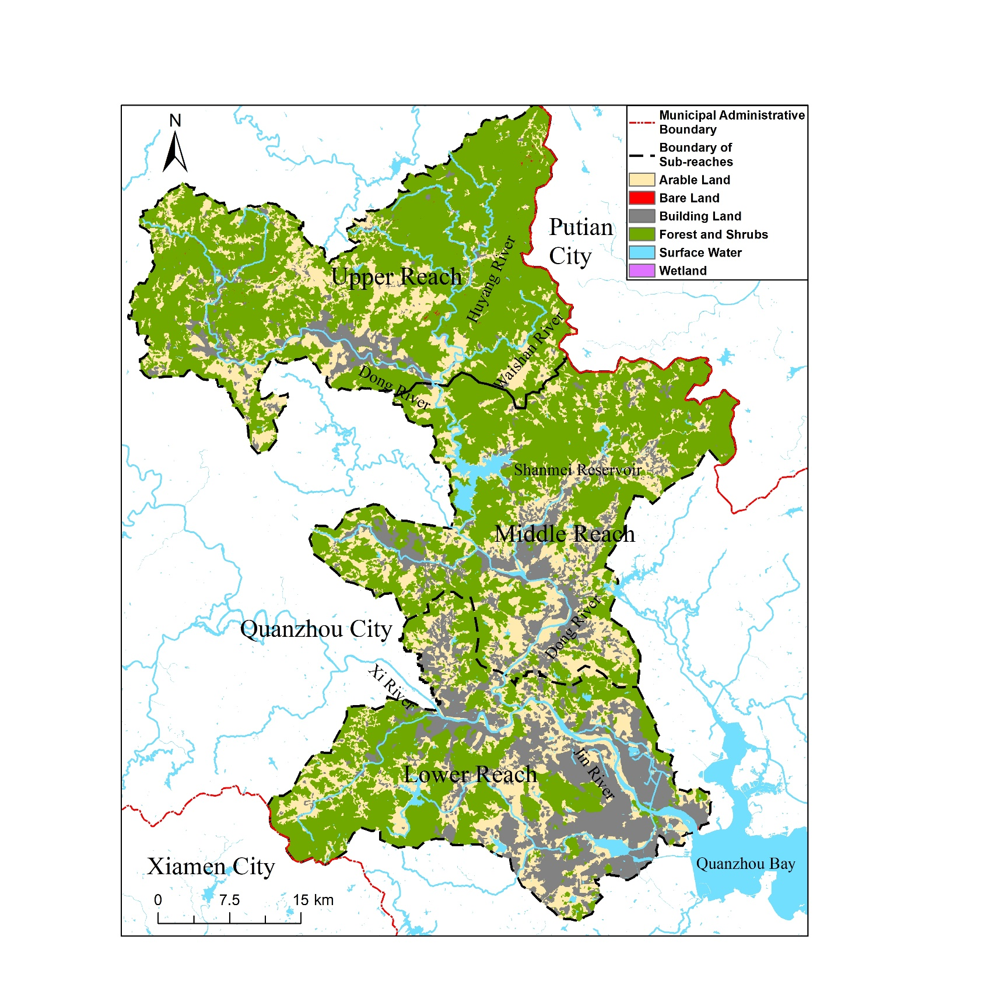 N
Municipal Administrative
Boundary
Boundary of
Sub-reaches
Arable Land
Bare Land
Building Land
Forest and Shrubs
Surface Water
Wetland
Putian
City
Upper Reach
Huyang River
Waishan River
Dong River
Shanmei Reservoir
Middle Reach
Dong River
Quanzhou City
Xi River
Jin River
Lower Reach
Xiamen City
Quanzhou Bay
0 7.5 15 km